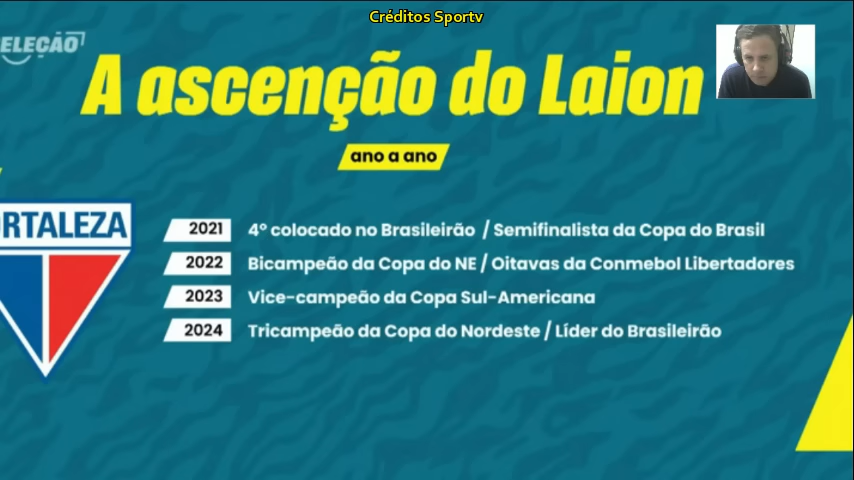 Créditos Sportv
ELEÇÃO
A ascenção do Laion
ano a ano
ORTALEZA
2021 4º colocado no Brasileirão / Semifinalista da Copa do Brasil
2022 Bicampeão da Copa do NE / Oitavas da Conmebol Libertadores
2023 Vice-campeão da Copa Sul-Americana
2024 Tricampeão da Copa do Nordeste / Líder do Brasileirão